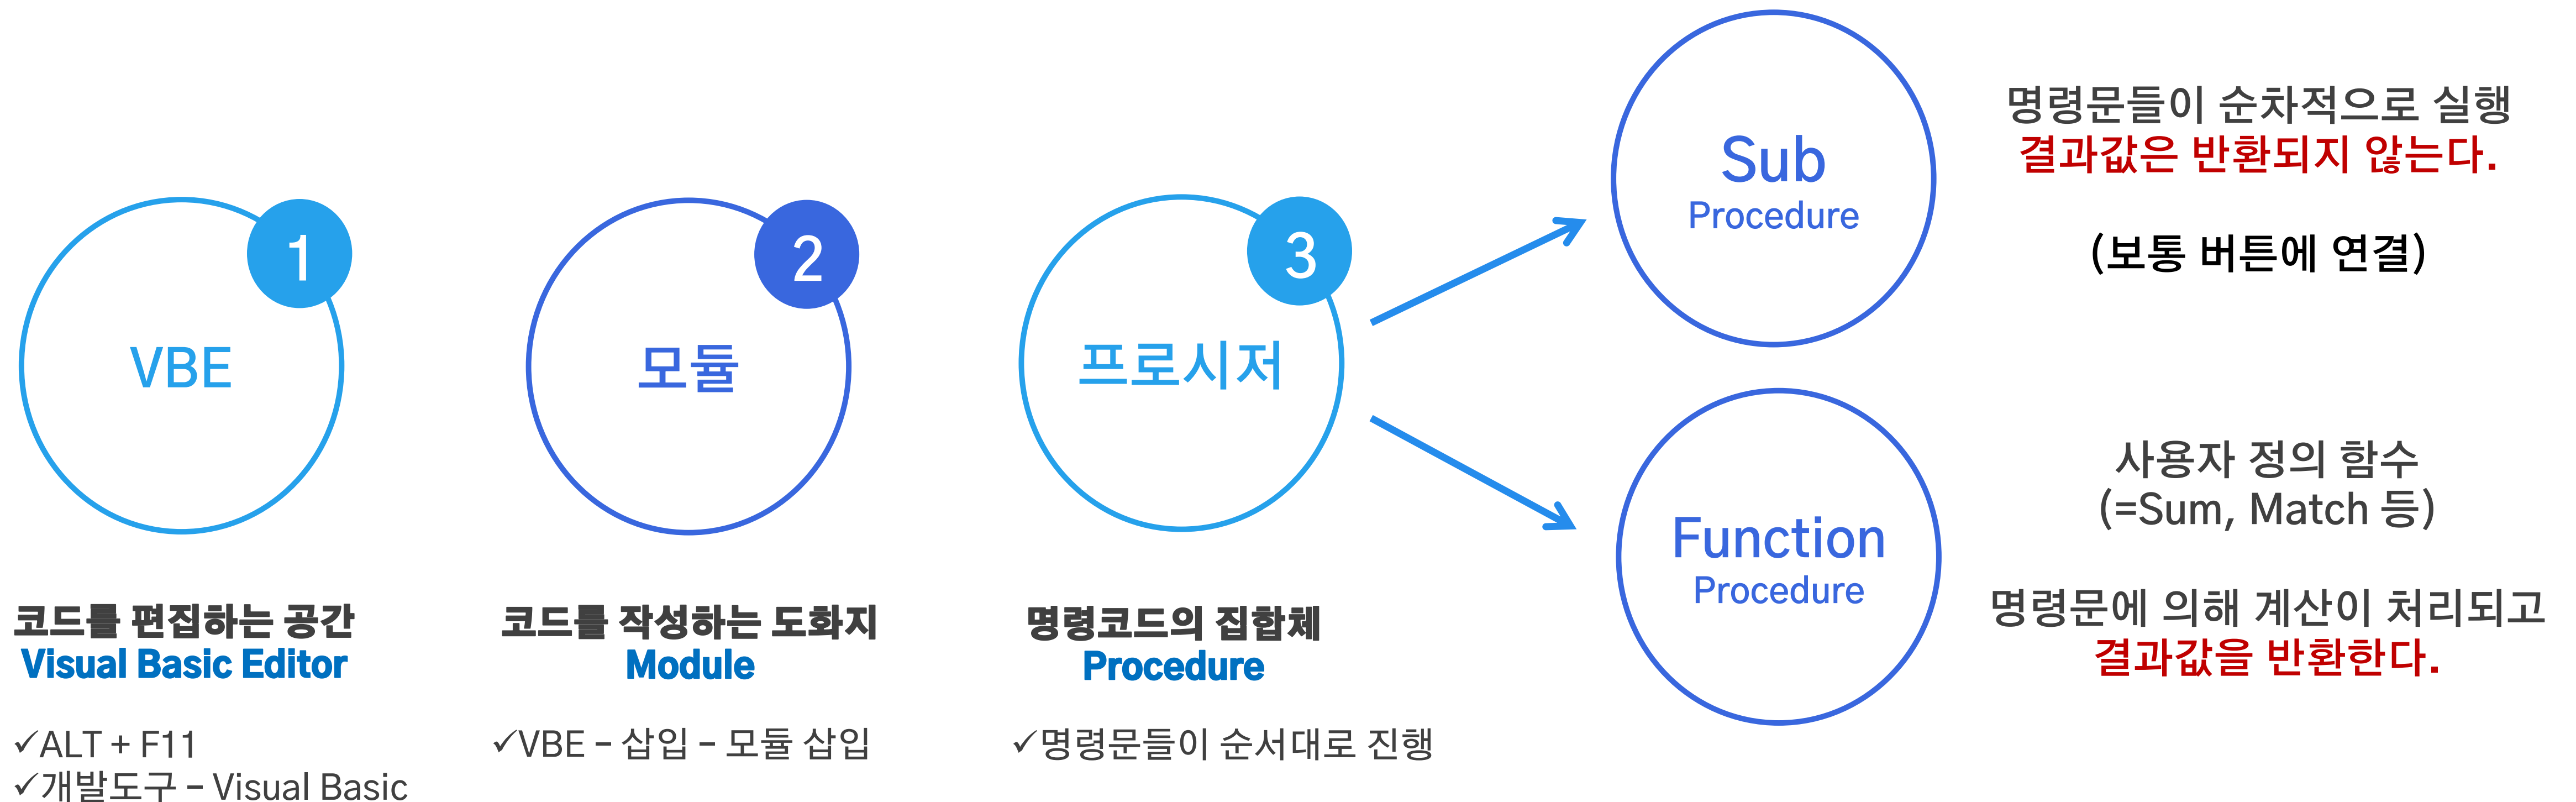 1
VBE
코드를 편집하는 공간
Visual Basic Editor
✓ALT + F11
✓개발도구 – Visual Basic
2
모듈
코드를 작성하는 도화지
Module
✓VBE – 삽입 – 모듈 삽입
3
프로시저
명령코드의 집합체
Procedure
✓명령문들이 순서대로 진행
Sub
Procedure
명령문들이 순차적으로 실행
결과값은 반환되지 않는다.
(보통 버튼에 연결)
Function
Procedure
사용자 정의 함수
(=Sum, Match 등)
명령문에 의해 계산이 처리되고
결과값을 반환한다.